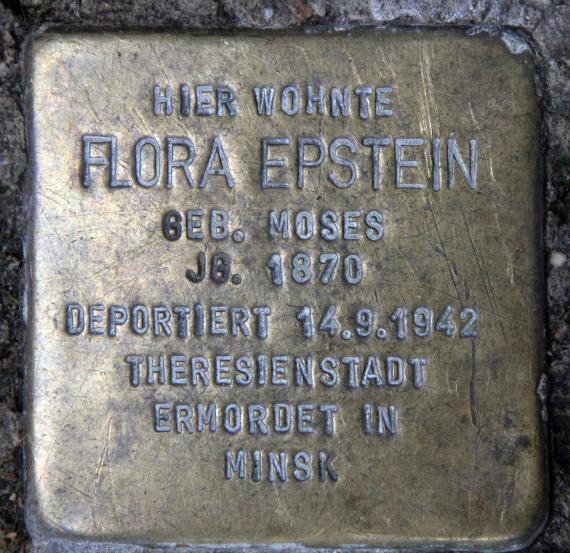 HIER WOHNTE
FLORA EPSTEIN
GEB. MOSES
JG. 1870
DEPORTIERT 14.9.1942
THERESIENSTADT
ERMORDET IN
MINSK